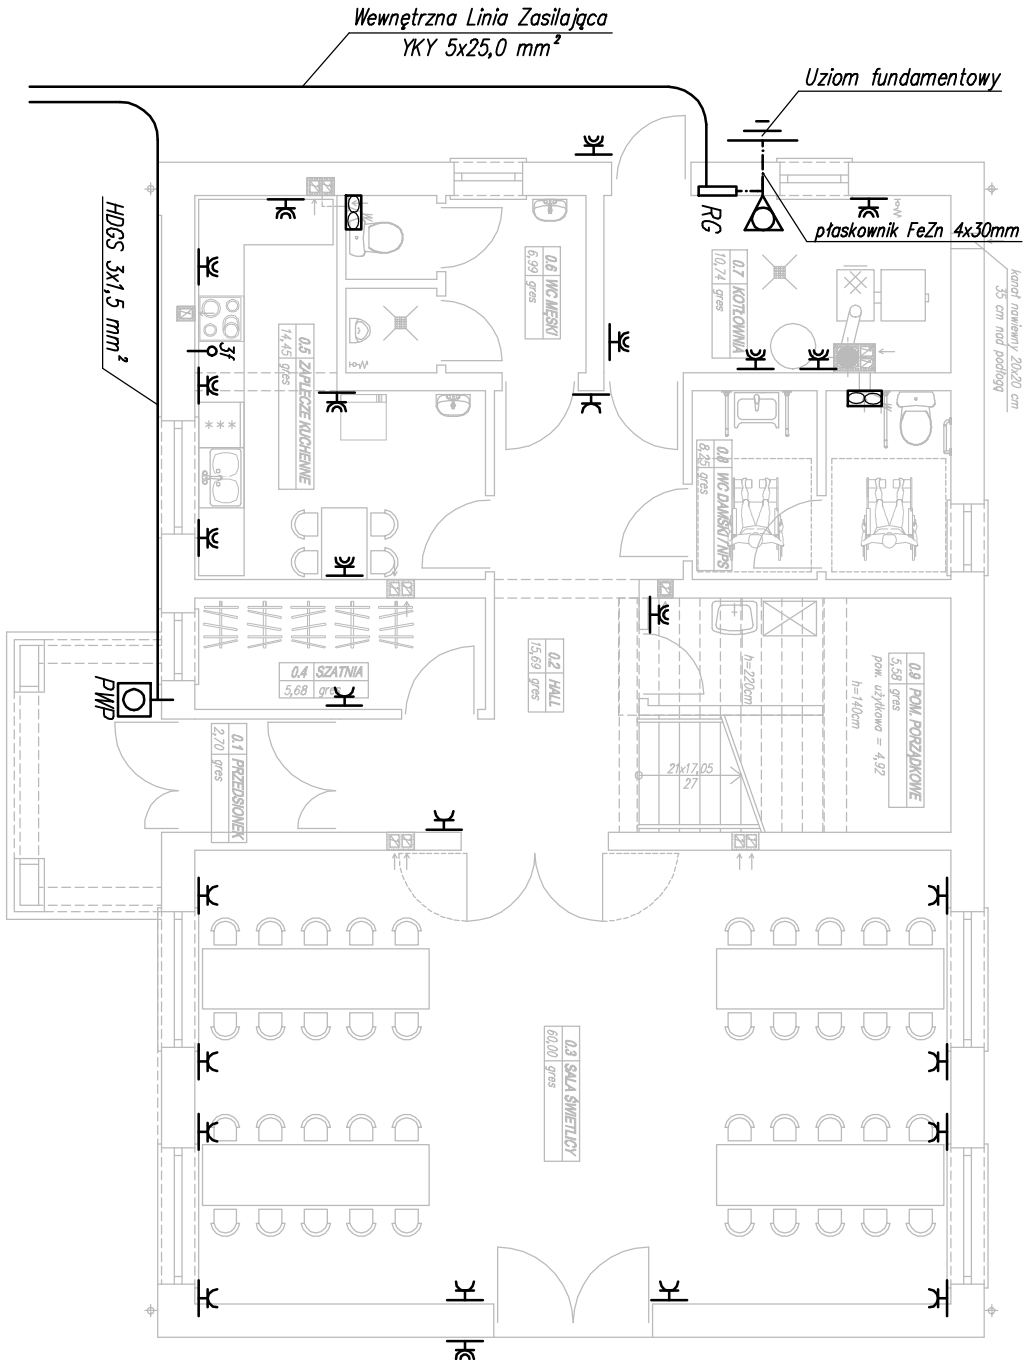 Wewnętrzna Linia Zasilająca
YKY 5x25,0 mm²
Uziom fundamentowy
HDGS 3x1,5 mm²
RG
płaskownik FeZn 4x30mm
kanał nawiewny 20x20 cm
35 cm nad podłogą
0.6 WC MĘSKI
6,99 gres
0.7 KOTŁOWNIA
10,74 gres
3f
0.5 ZAPLECZE KUCHENNE
14,45 gres
***
0.8 WC DAMSKI / NPS
8,25 gres
0.4 SZATNIA
5,68 gres
0.2 HALL
15,69 gres
h=220cm
h=140cm
0.9 POM. PORZĄDKOWE
5,58 gres
pow. użytkowa = 4,92
PWP
0.1 PRZEDSIONEK
2,70 gres
21x17,05
27
0.3 SALA ŚWIETLICY
60,00 gres